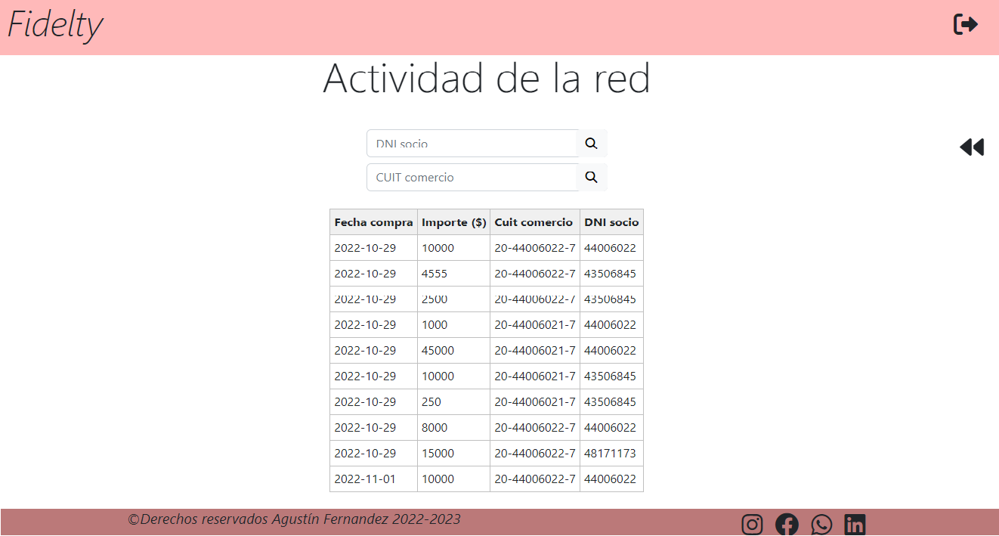 Fidelty
Actividad de la red
DNI socio
CUIT comercio
Fecha compra Importe ($) Cuit comercio DNI socio
2022-10-29 10000 20-44006022-7 44006022
2022-10-29 4555 20-44006022-7 43506845
2022-10-29 2500 20-44006022-7 43506845
2022-10-29 1000 20-44006021-7 44006022
2022-10-29 45000 20-44006021-7 44006022
2022-10-29 10000 20-44006021-7 43506845
2022-10-29 250 20-44006021-7 43506845
2022-10-29 8000 20-44006022-7 44006022
2022-10-29 15000 20-44006022-7 48171173
2022-11-01 10000 20-44006022-7 44006022
©Derechos reservados Agustín Fernandez 2022-2023